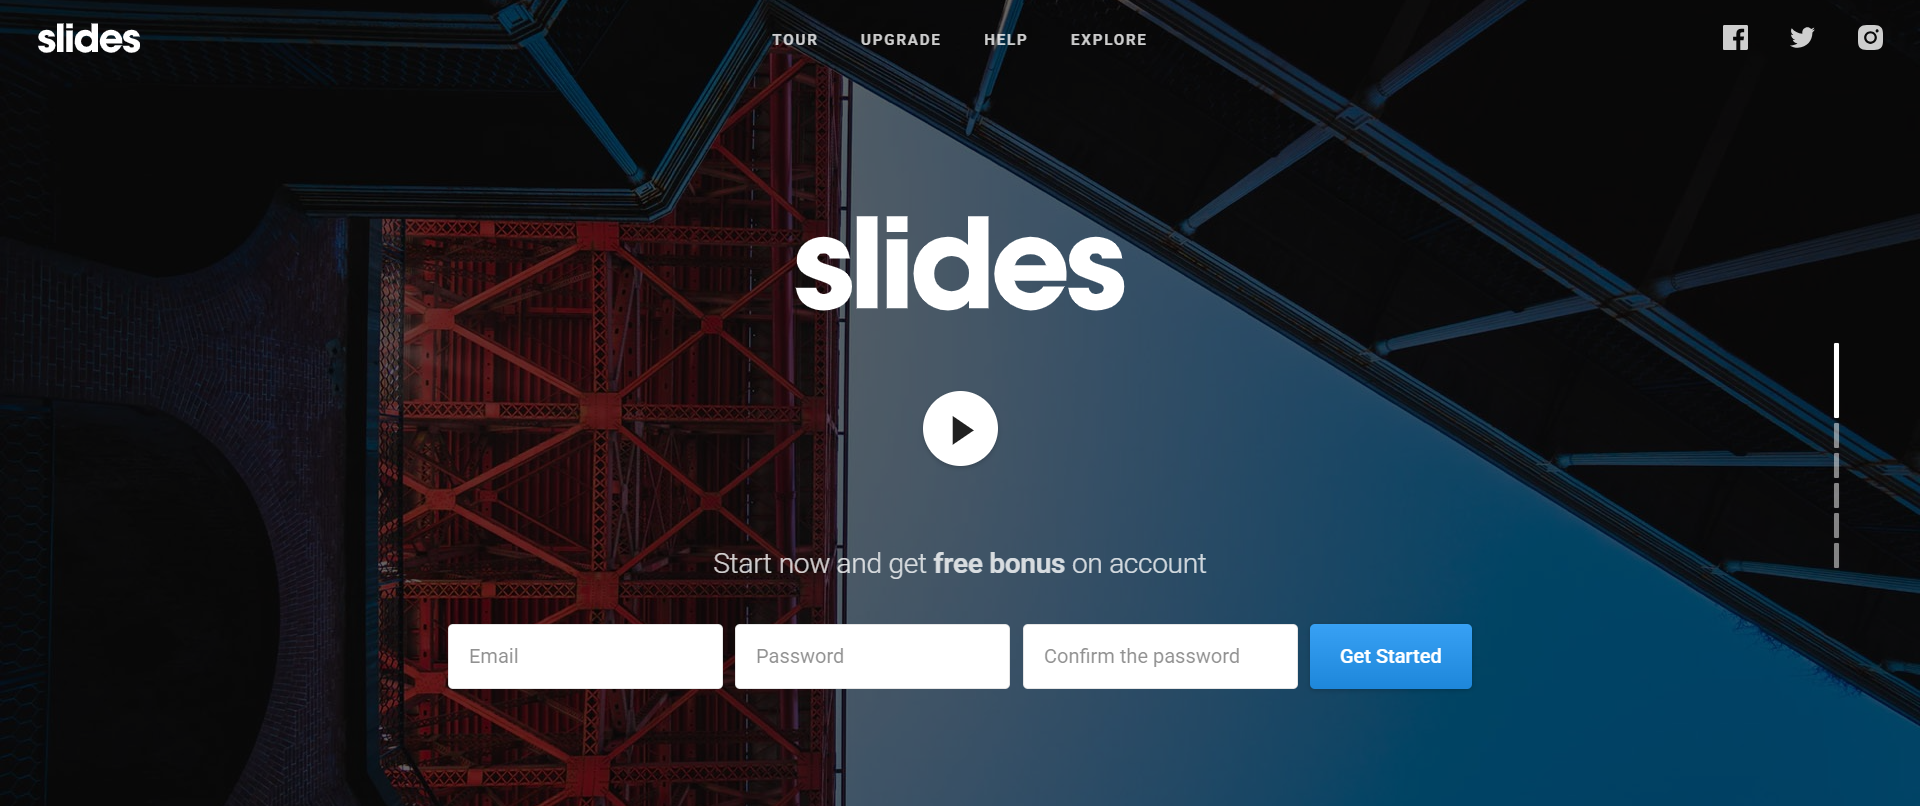 slides
TOUR UPGRADE HELP EXPLORE
slides
Start now and get free bonus on account
Email Password Confirm the password Get Started